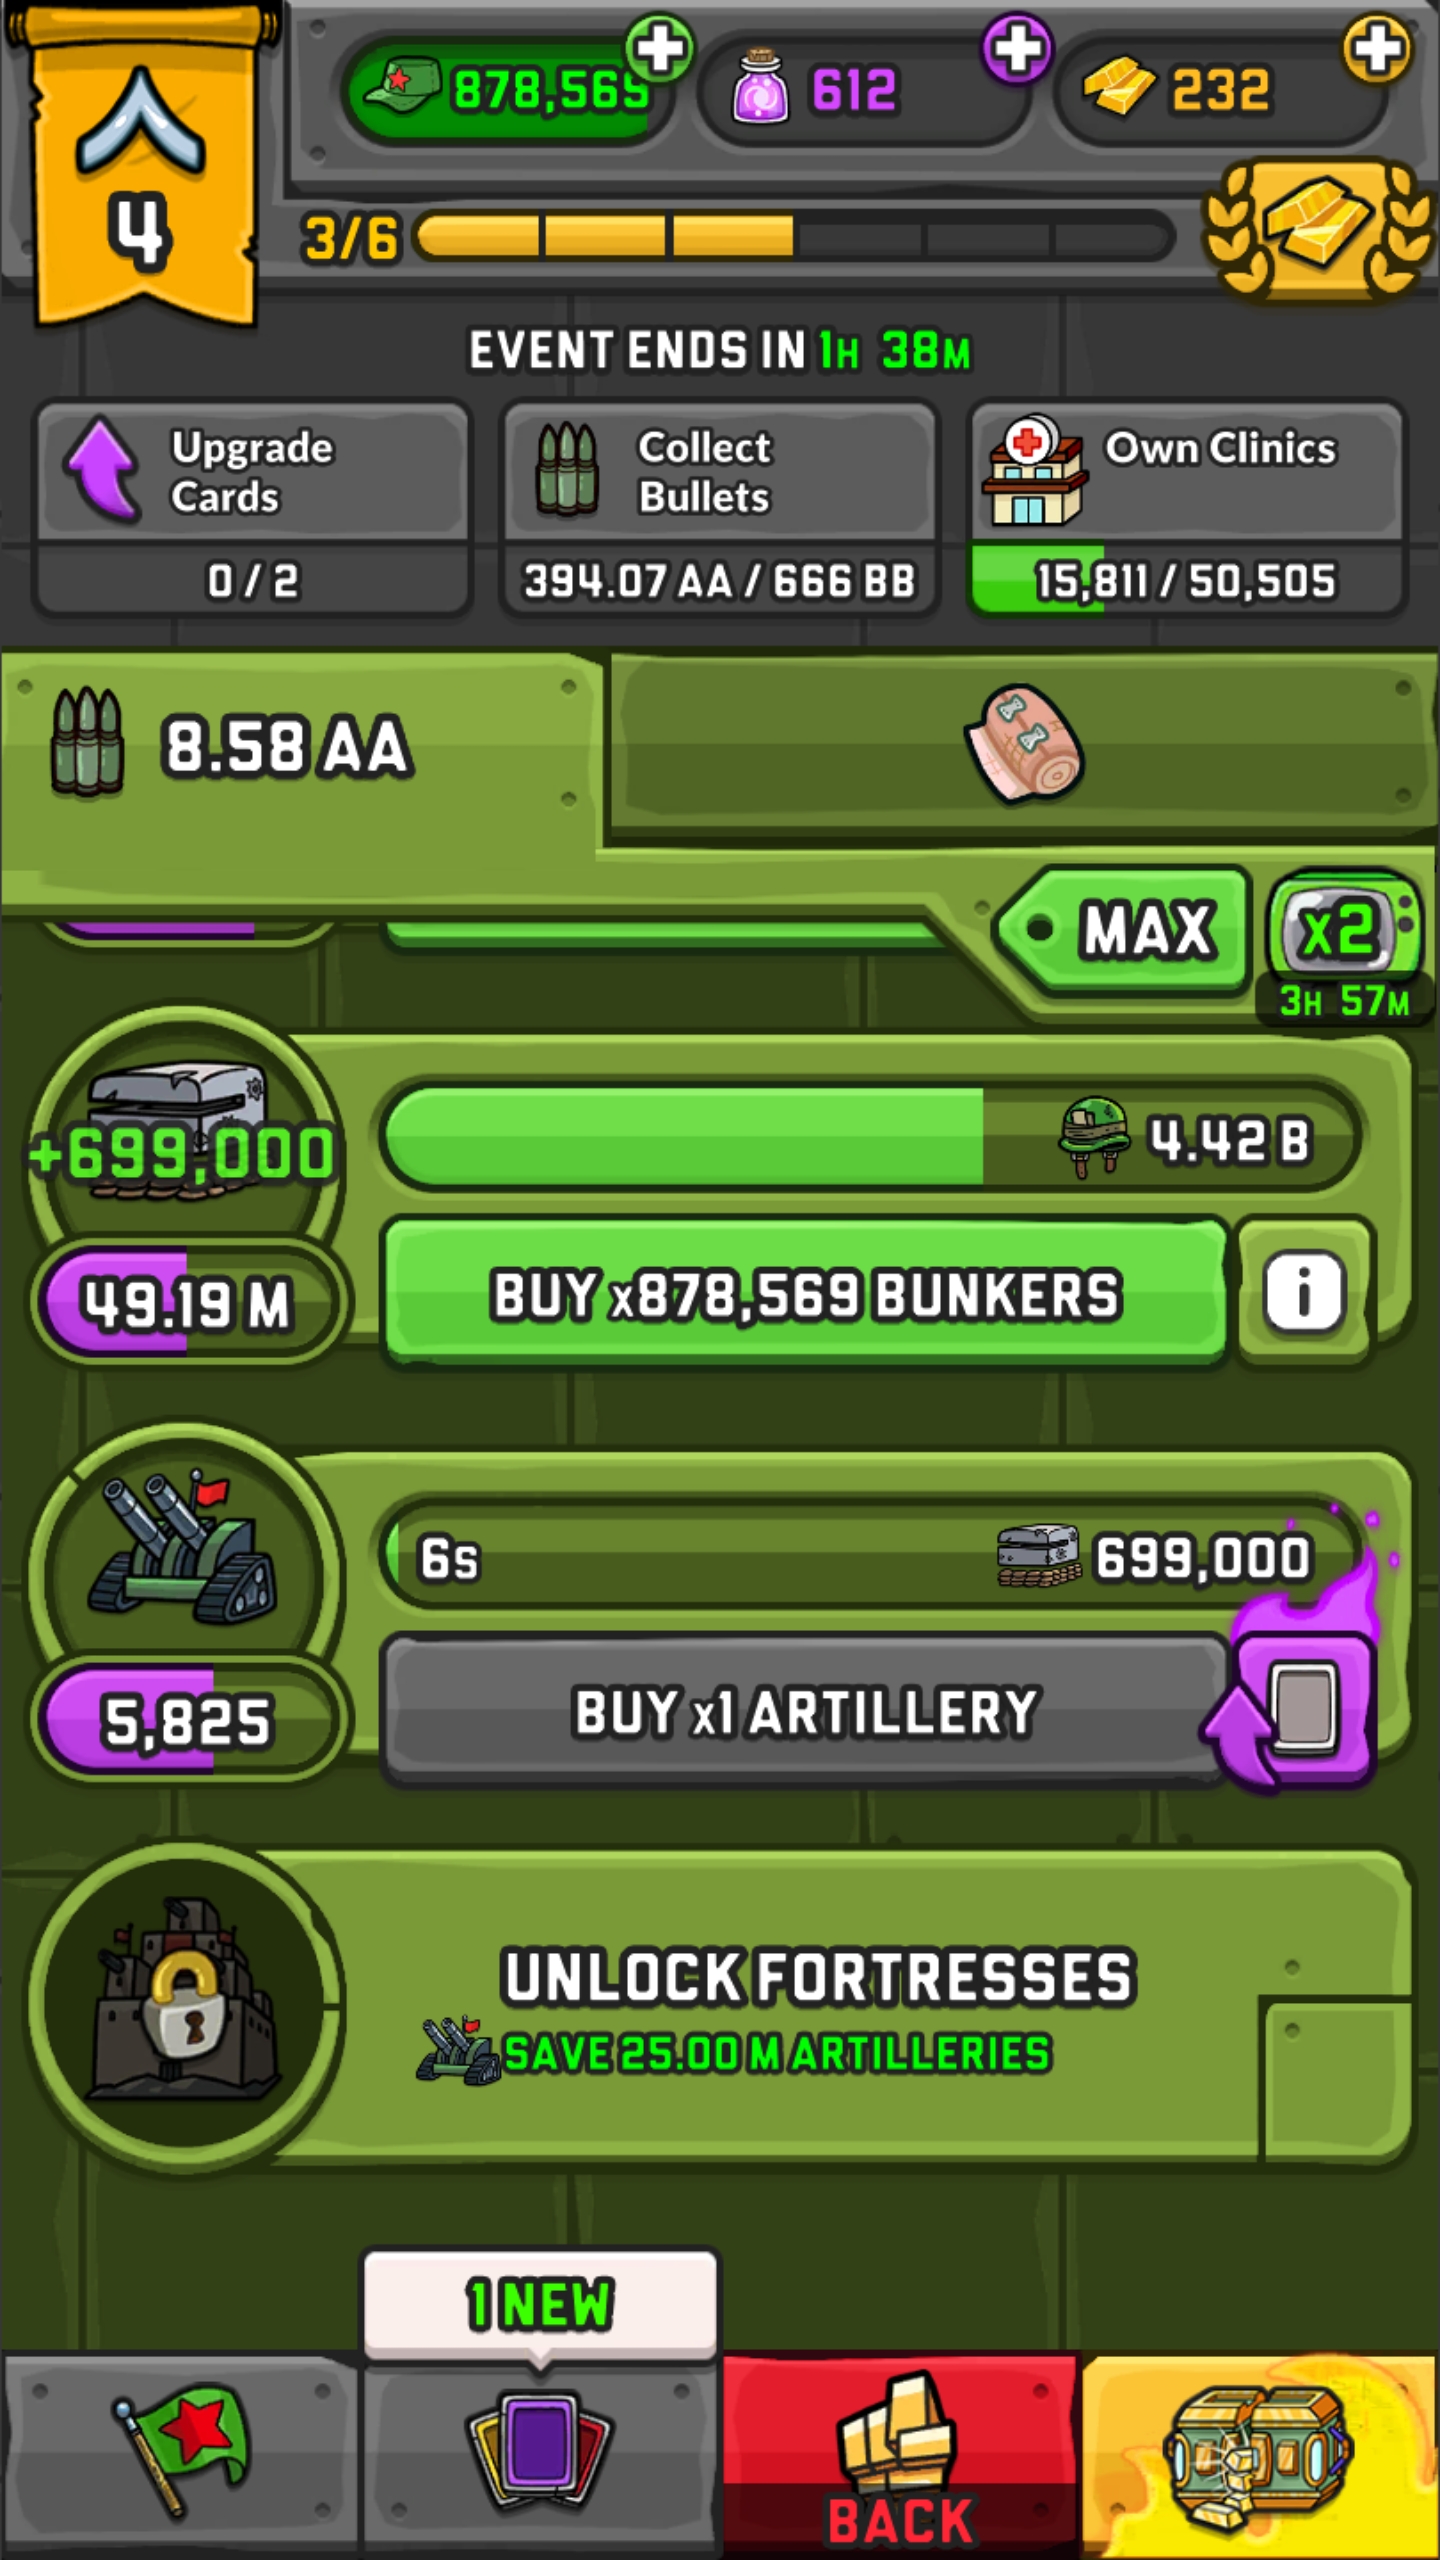 878,569
612
232
4
3/6
EVENT ENDS IN 1H 38M
Upgrade
Cards
0 / 2
Collect
Bullets
394.07 AA / 666 BB
Own Clinics
15,811 / 50,505
8.58 AA
MAX
x2
3H 57M
+699,000
4.42 B
49.19 M
BUY x878,569 BUNKERS
i
6s
699,000
5,825
BUY x1 ARTILLERY
UNLOCK FORTRESSES
SAVE 25.00 M ARTILLERIES
1 NEW
BACK